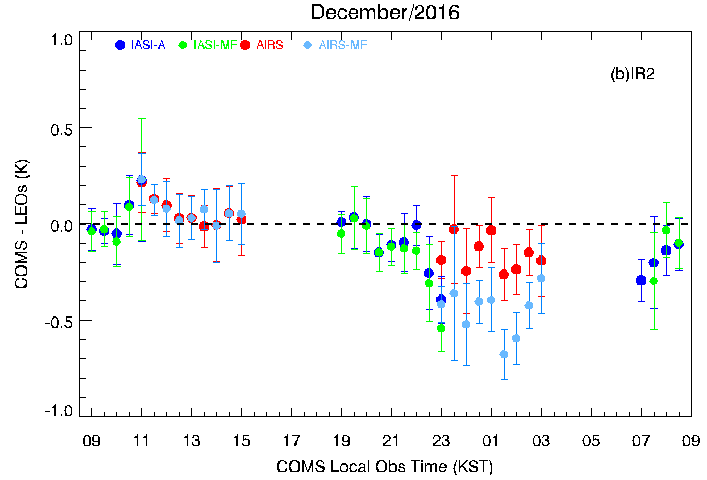 December/2016
IASI-A IASI-MF AIRS AIRS-MF
(b)IR2
1.0
0.5
0.0
-0.5
-1.0
COMS - LEOs (K)
09 11 13 15 17 19 21 23 01 03 05 07 09
COMS Local Obs Time (KST)